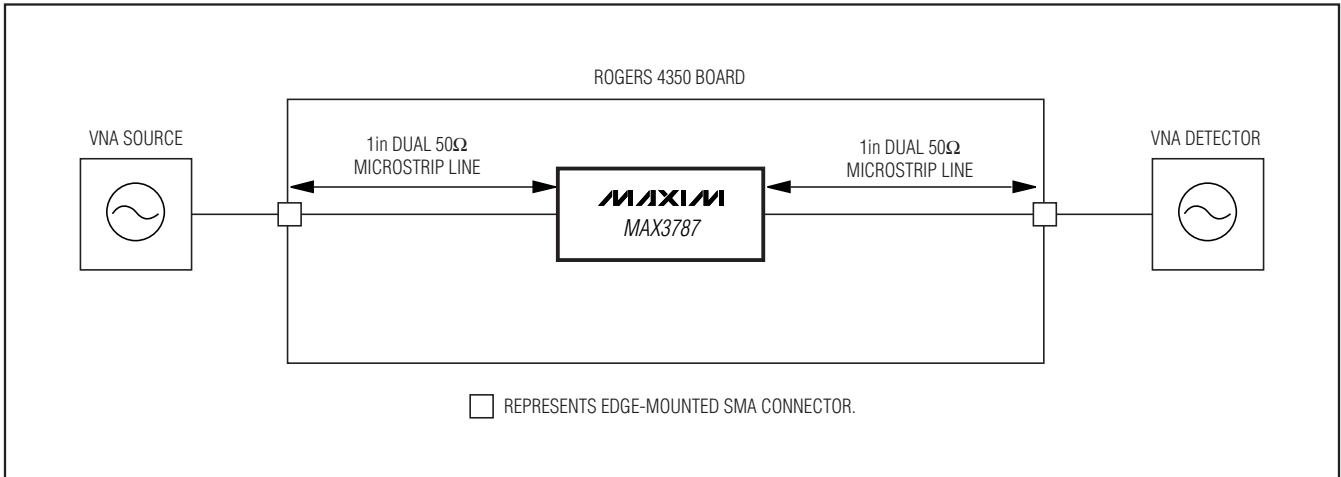 ROGERS 4350 BOARD
VNA SOURCE
1in DUAL 50Ω
MICROSTRIP LINE
MAXIM
MAX3787
1in DUAL 50Ω
MICROSTRIP LINE
VNA DETECTOR
REPRESENTS EDGE-MOUNTED SMA CONNECTOR.